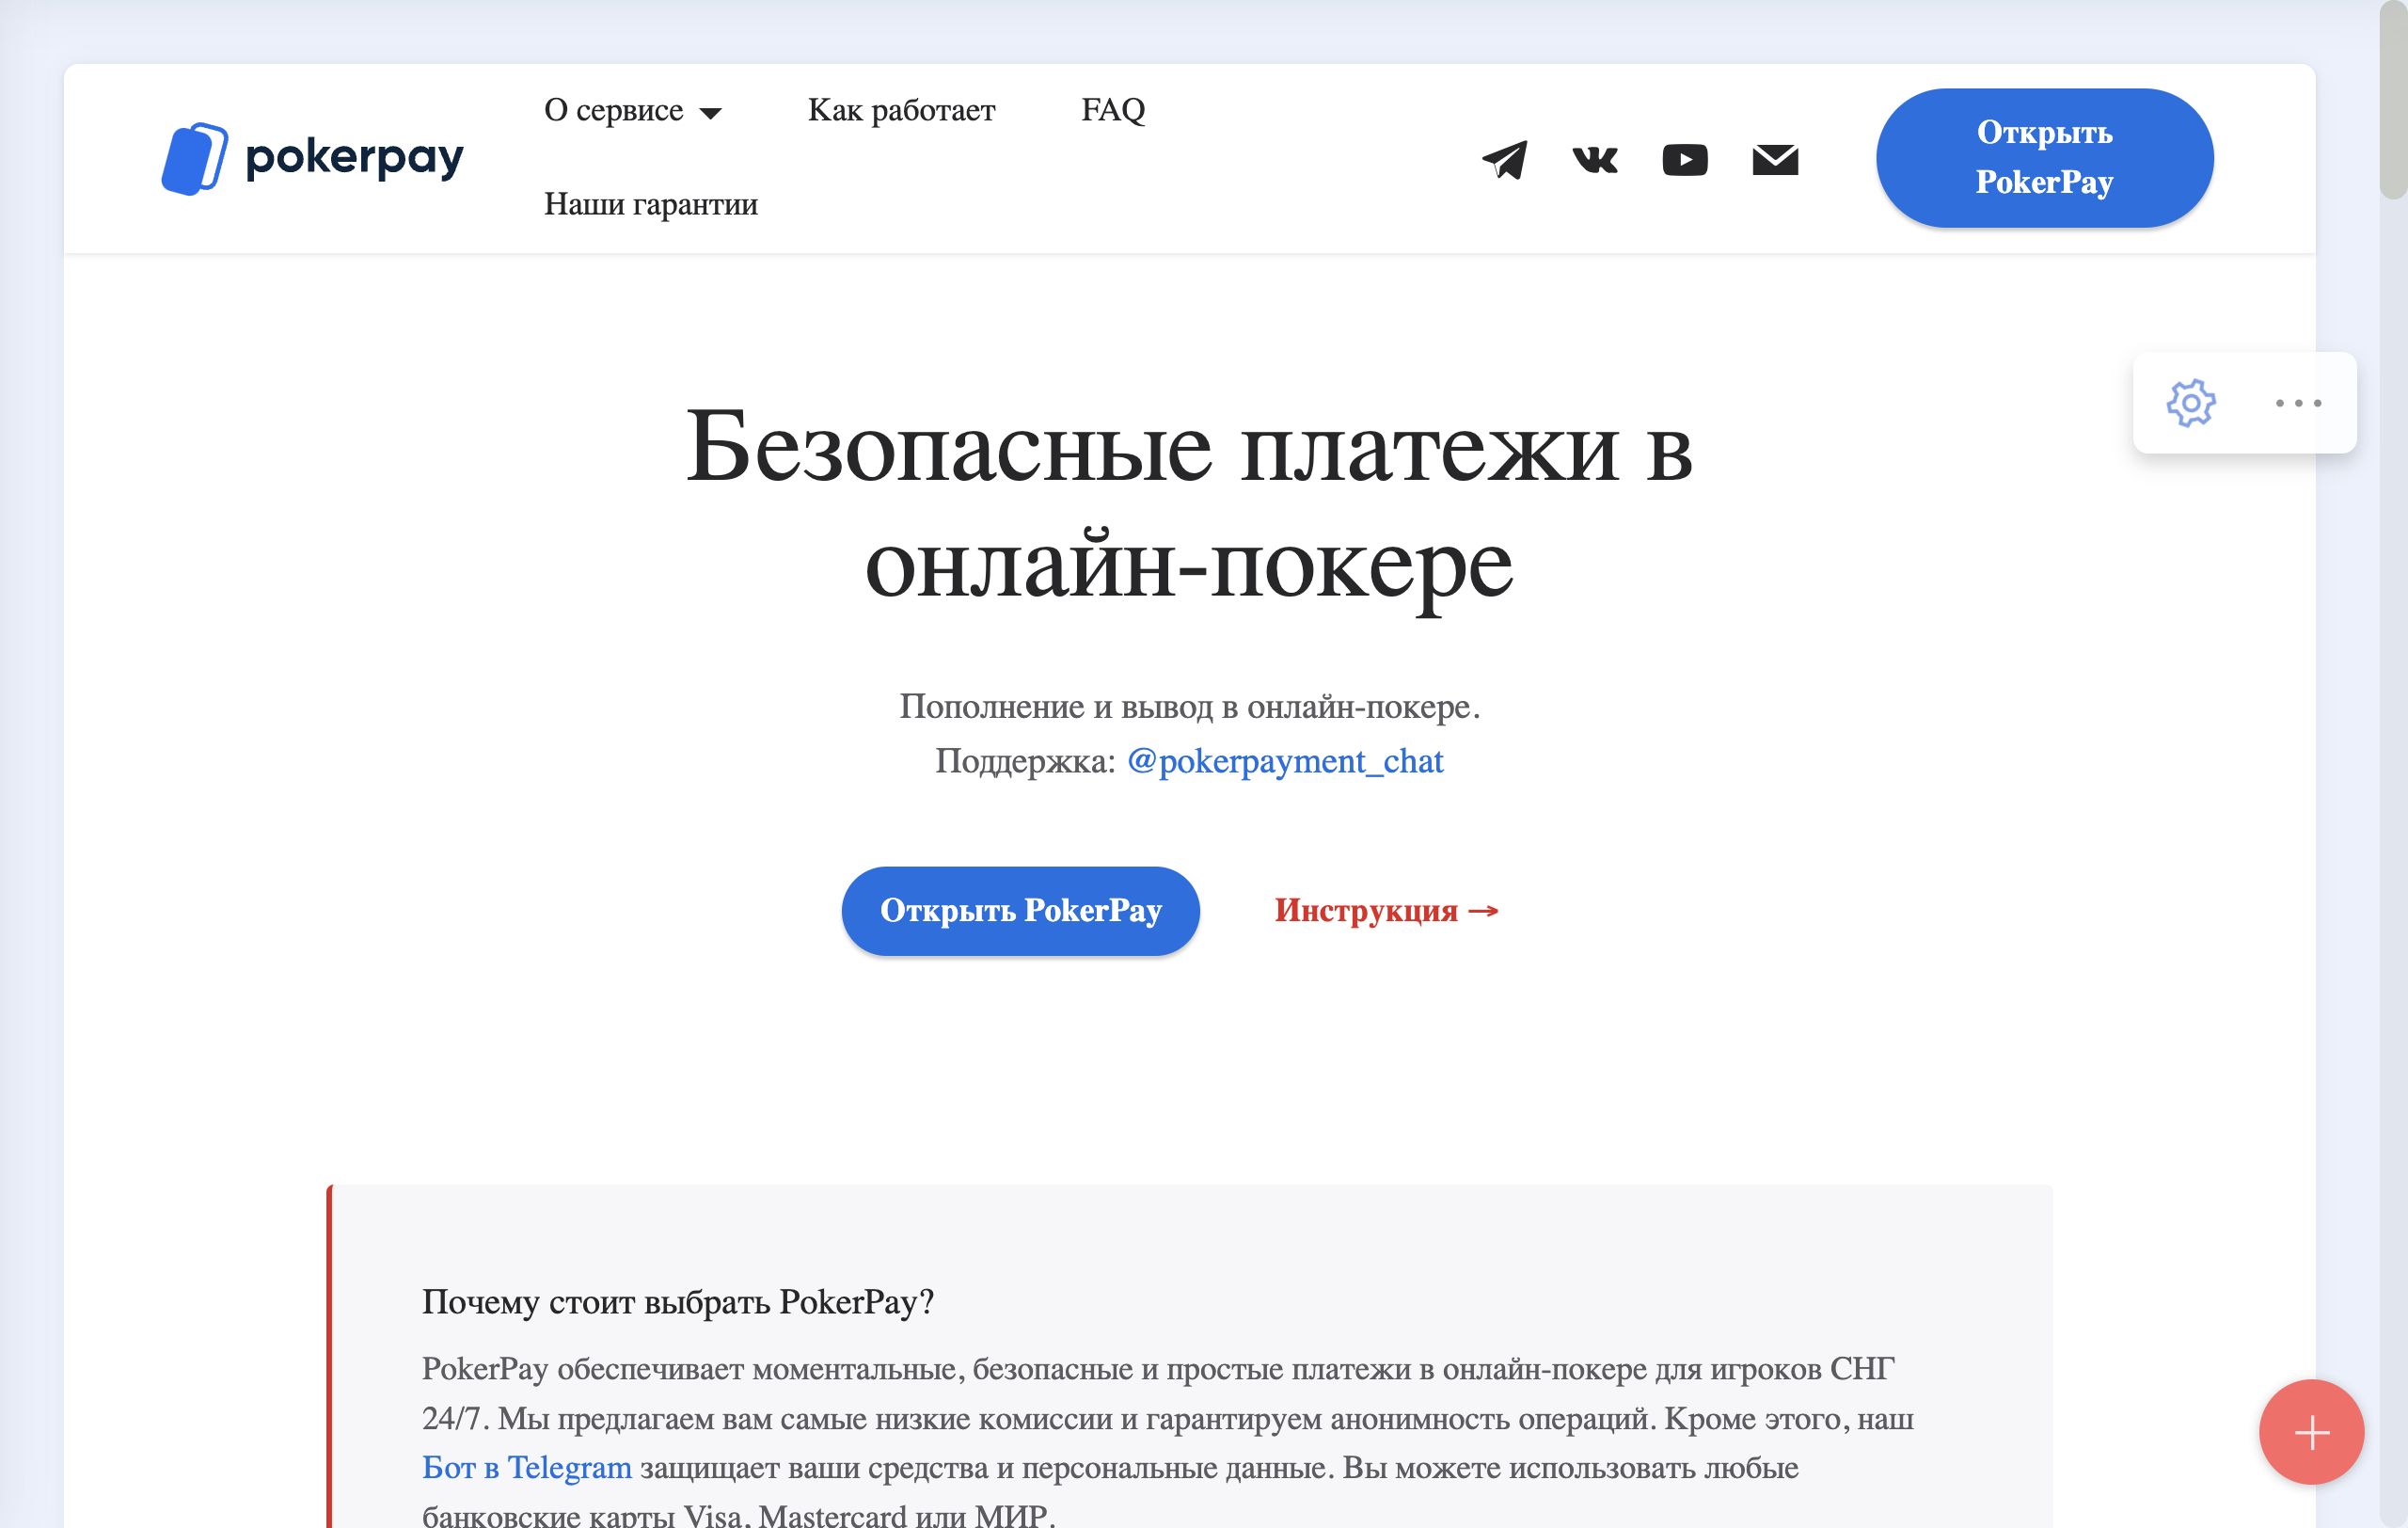 pokerpay
О сервисе
Как работает
FAQ
Наши гарантии
Открыть
PokerPay
Безопасные платежи в
онлайн-покере
Пополнение и вывод в онлайн-покере.
Поддержка: @pokerpayment_chat
Открыть PokerPay
Инструкция →
Почему стоит выбрать PokerPay?
PokerPay обеспечивает моментальные, безопасные и простые платежи в онлайн-покере для игроков СНГ
24/7. Мы предлагаем вам самые низкие комиссии и гарантируем анонимность операций. Кроме этого, наш
Бот в Telegram защищает ваши средства и персональные данные. Вы можете использовать любые
банковские карты Visa, Mastercard или МИР.